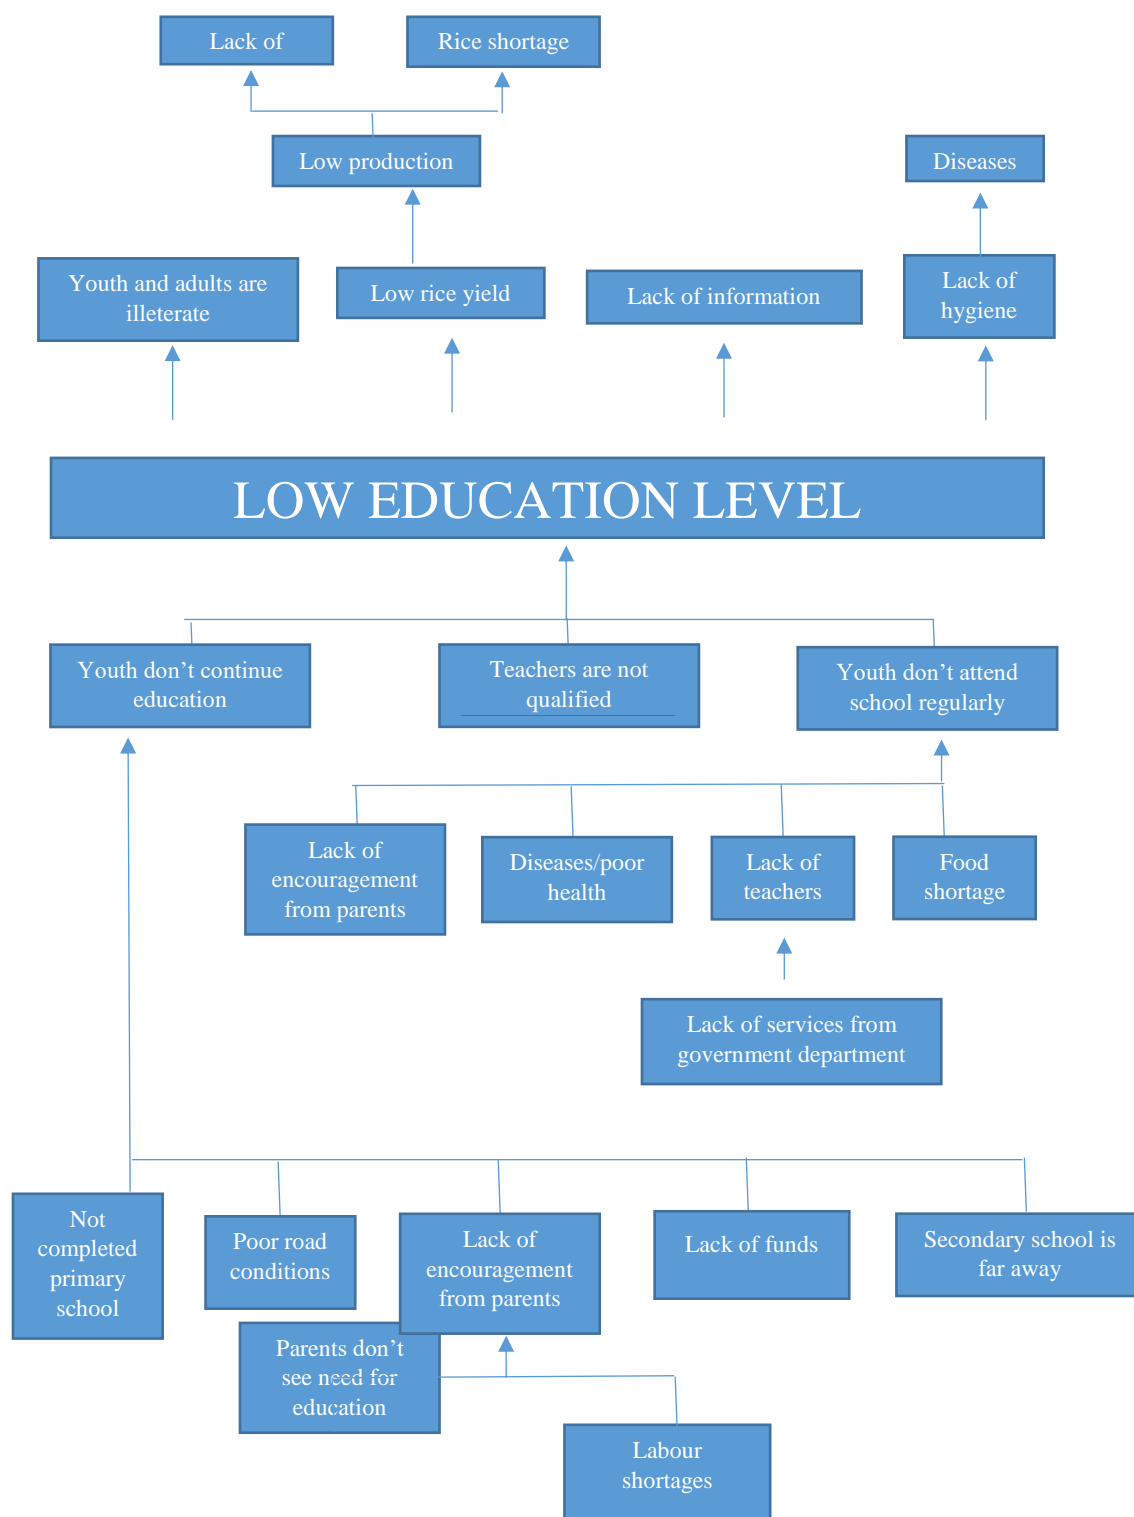 Lack of
Rice shortage
Low production
Diseases
Youth and adults are
illeterate
Low rice yield
Lack of information
Lack of
hygiene
LOW EDUCATION LEVEL
Youth don’t continue
education
Teachers are not
qualified
Youth don’t attend
school regularly
Lack of
encouragement
from parents
Diseases/poor
health
Lack of
teachers
Food
shortage
Lack of services from
government department
Not
completed
primary
school
Poor road
conditions
Lack of
encouragement
from parents
Lack of funds
Secondary school is
far away
Parents don’t
see need for
education
Labour
shortages